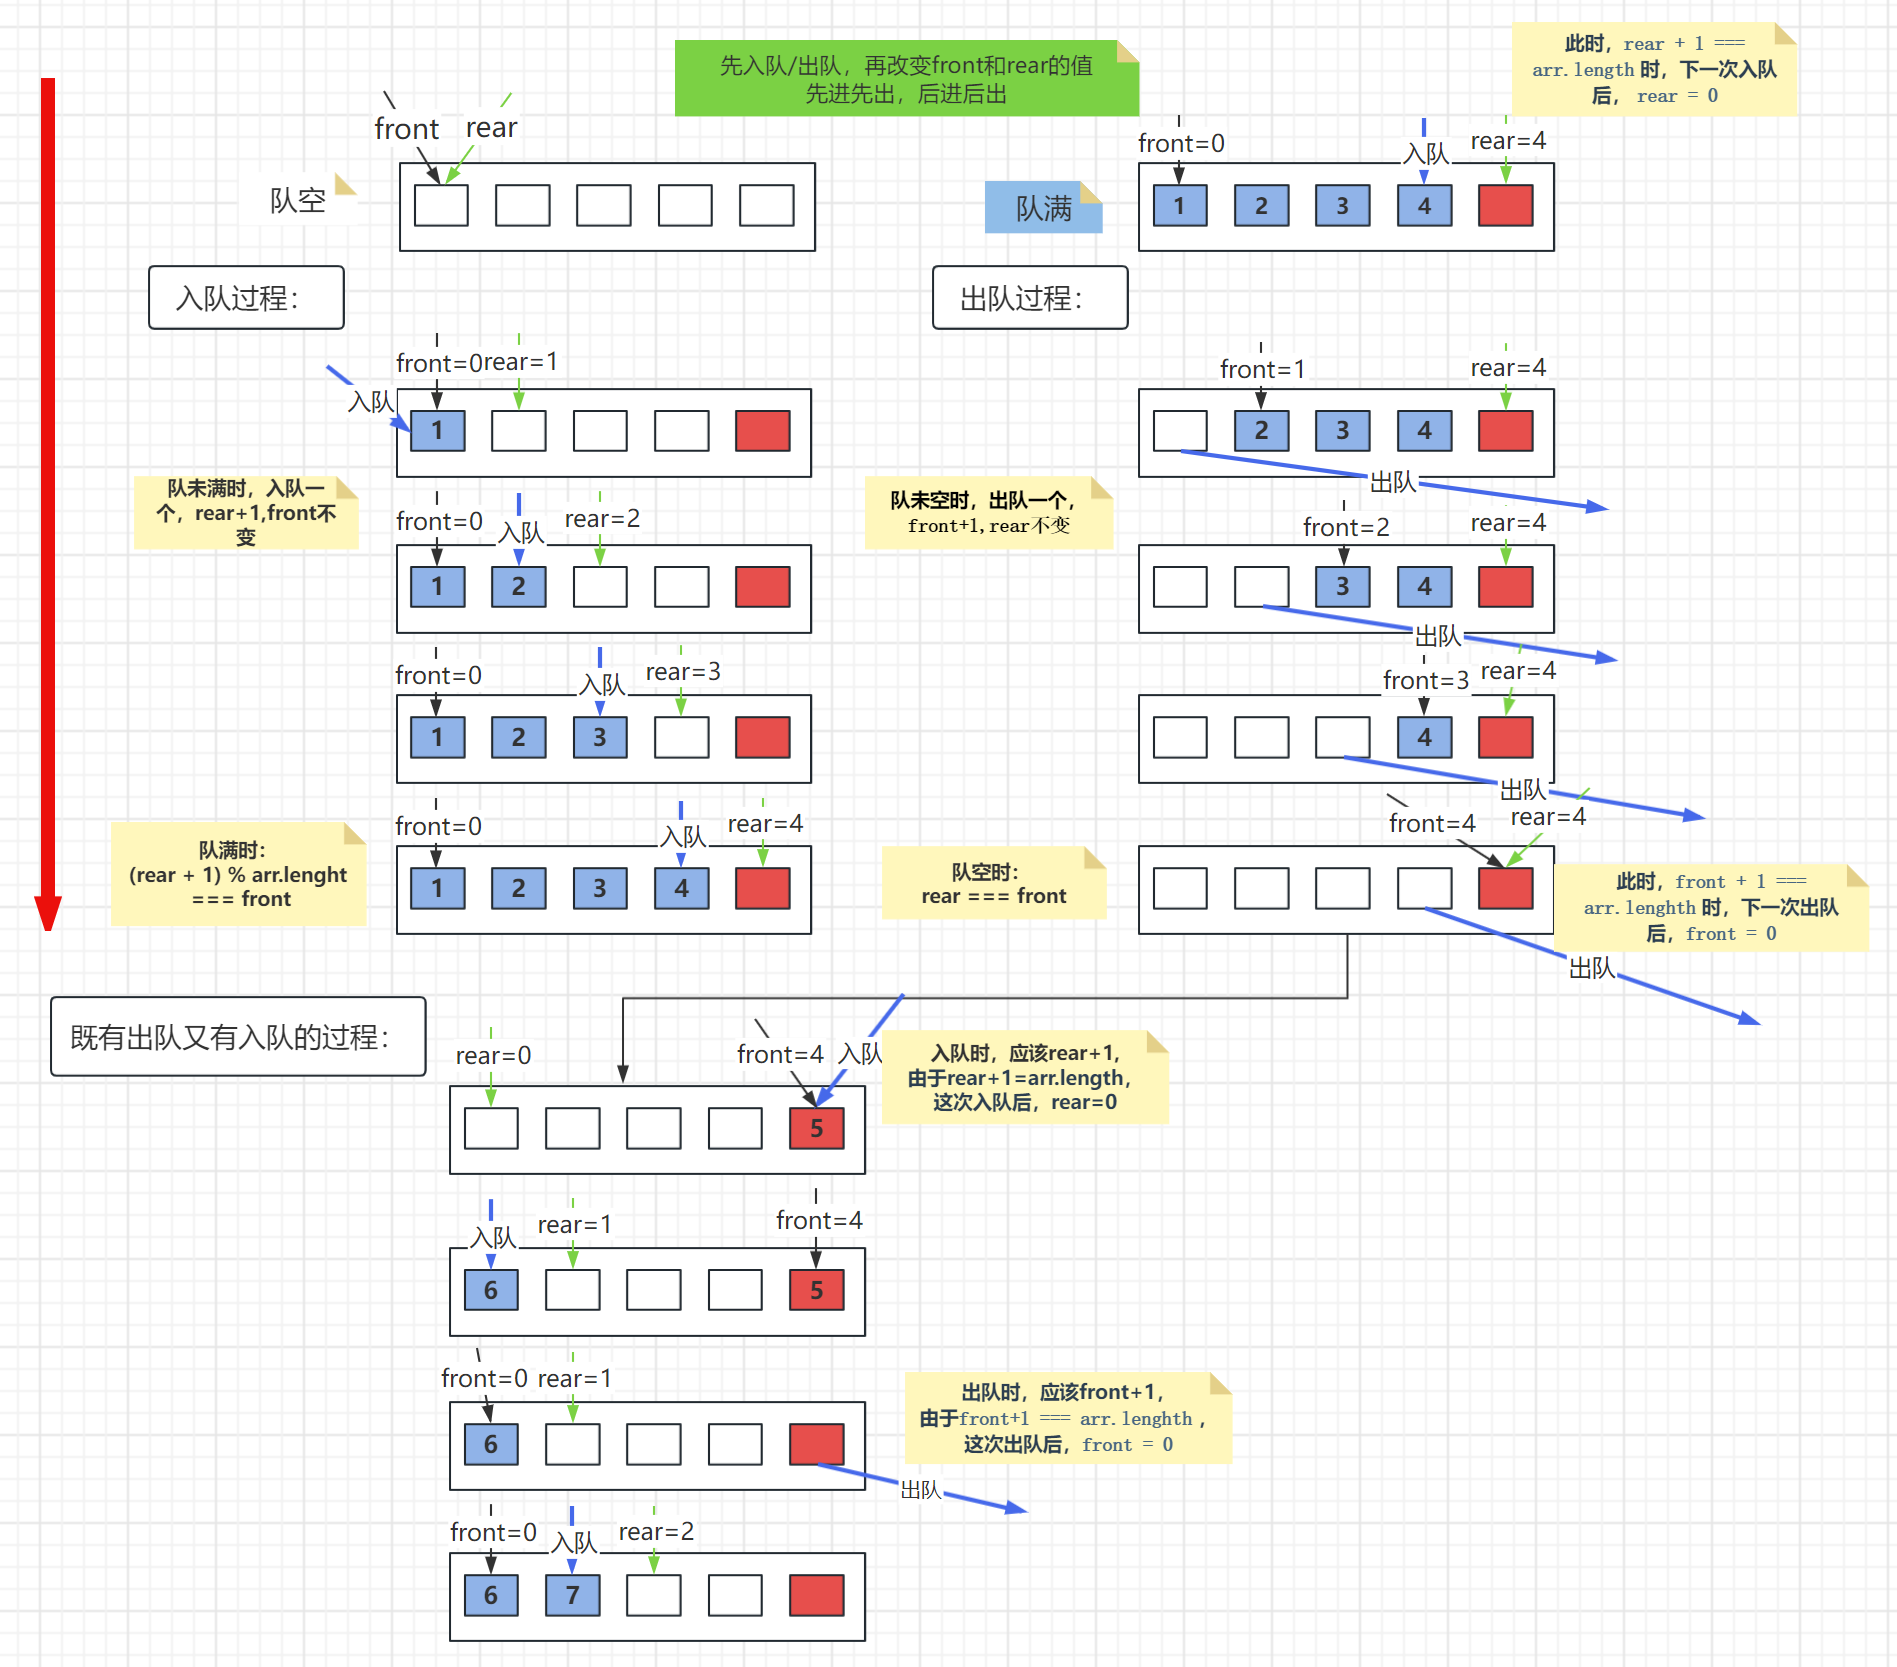 先入队/出队，再改变front和rear的值
先进先出，后进后出
此时，rear + 1 ===
arr.length 时，下一次入队
后， rear = 0
front
rear
队空
front=0
入队
rear=4
队满
1
2
3
4
入队过程：
出队过程：
front=0
rear=1
入队
1
front=1
rear=4
2
3
4
出队
队未满时，入队一
个，rear+1,front不
变
front=0
入队
rear=2
1
2
队未空时，出队一个，
front+1,rear不变
front=2
rear=4
3
4
出队
front=0
入队
rear=3
1
2
3
front=3
rear=4
4
出队
队满时：
(rear + 1) % arr.lenght
=== front
front=0
入队
rear=4
1
2
3
4
队空时：
rear === front
front=4
rear=4
出队
此时，front + 1 ===
arr.lenghth 时，下一次出队
后，front = 0
既有出队又有入队的过程：
rear=0
front=4
入队
5
入队时，应该rear+1，
由于rear+1=arr.length，
这次入队后，rear=0
入队
rear=1
front=4
6
5
front=0
rear=1
6
出队
出队时，应该front+1，
由于front+1 === arr.lenghth ，
这次出队后，front = 0
front=0
入队
rear=2
6
7